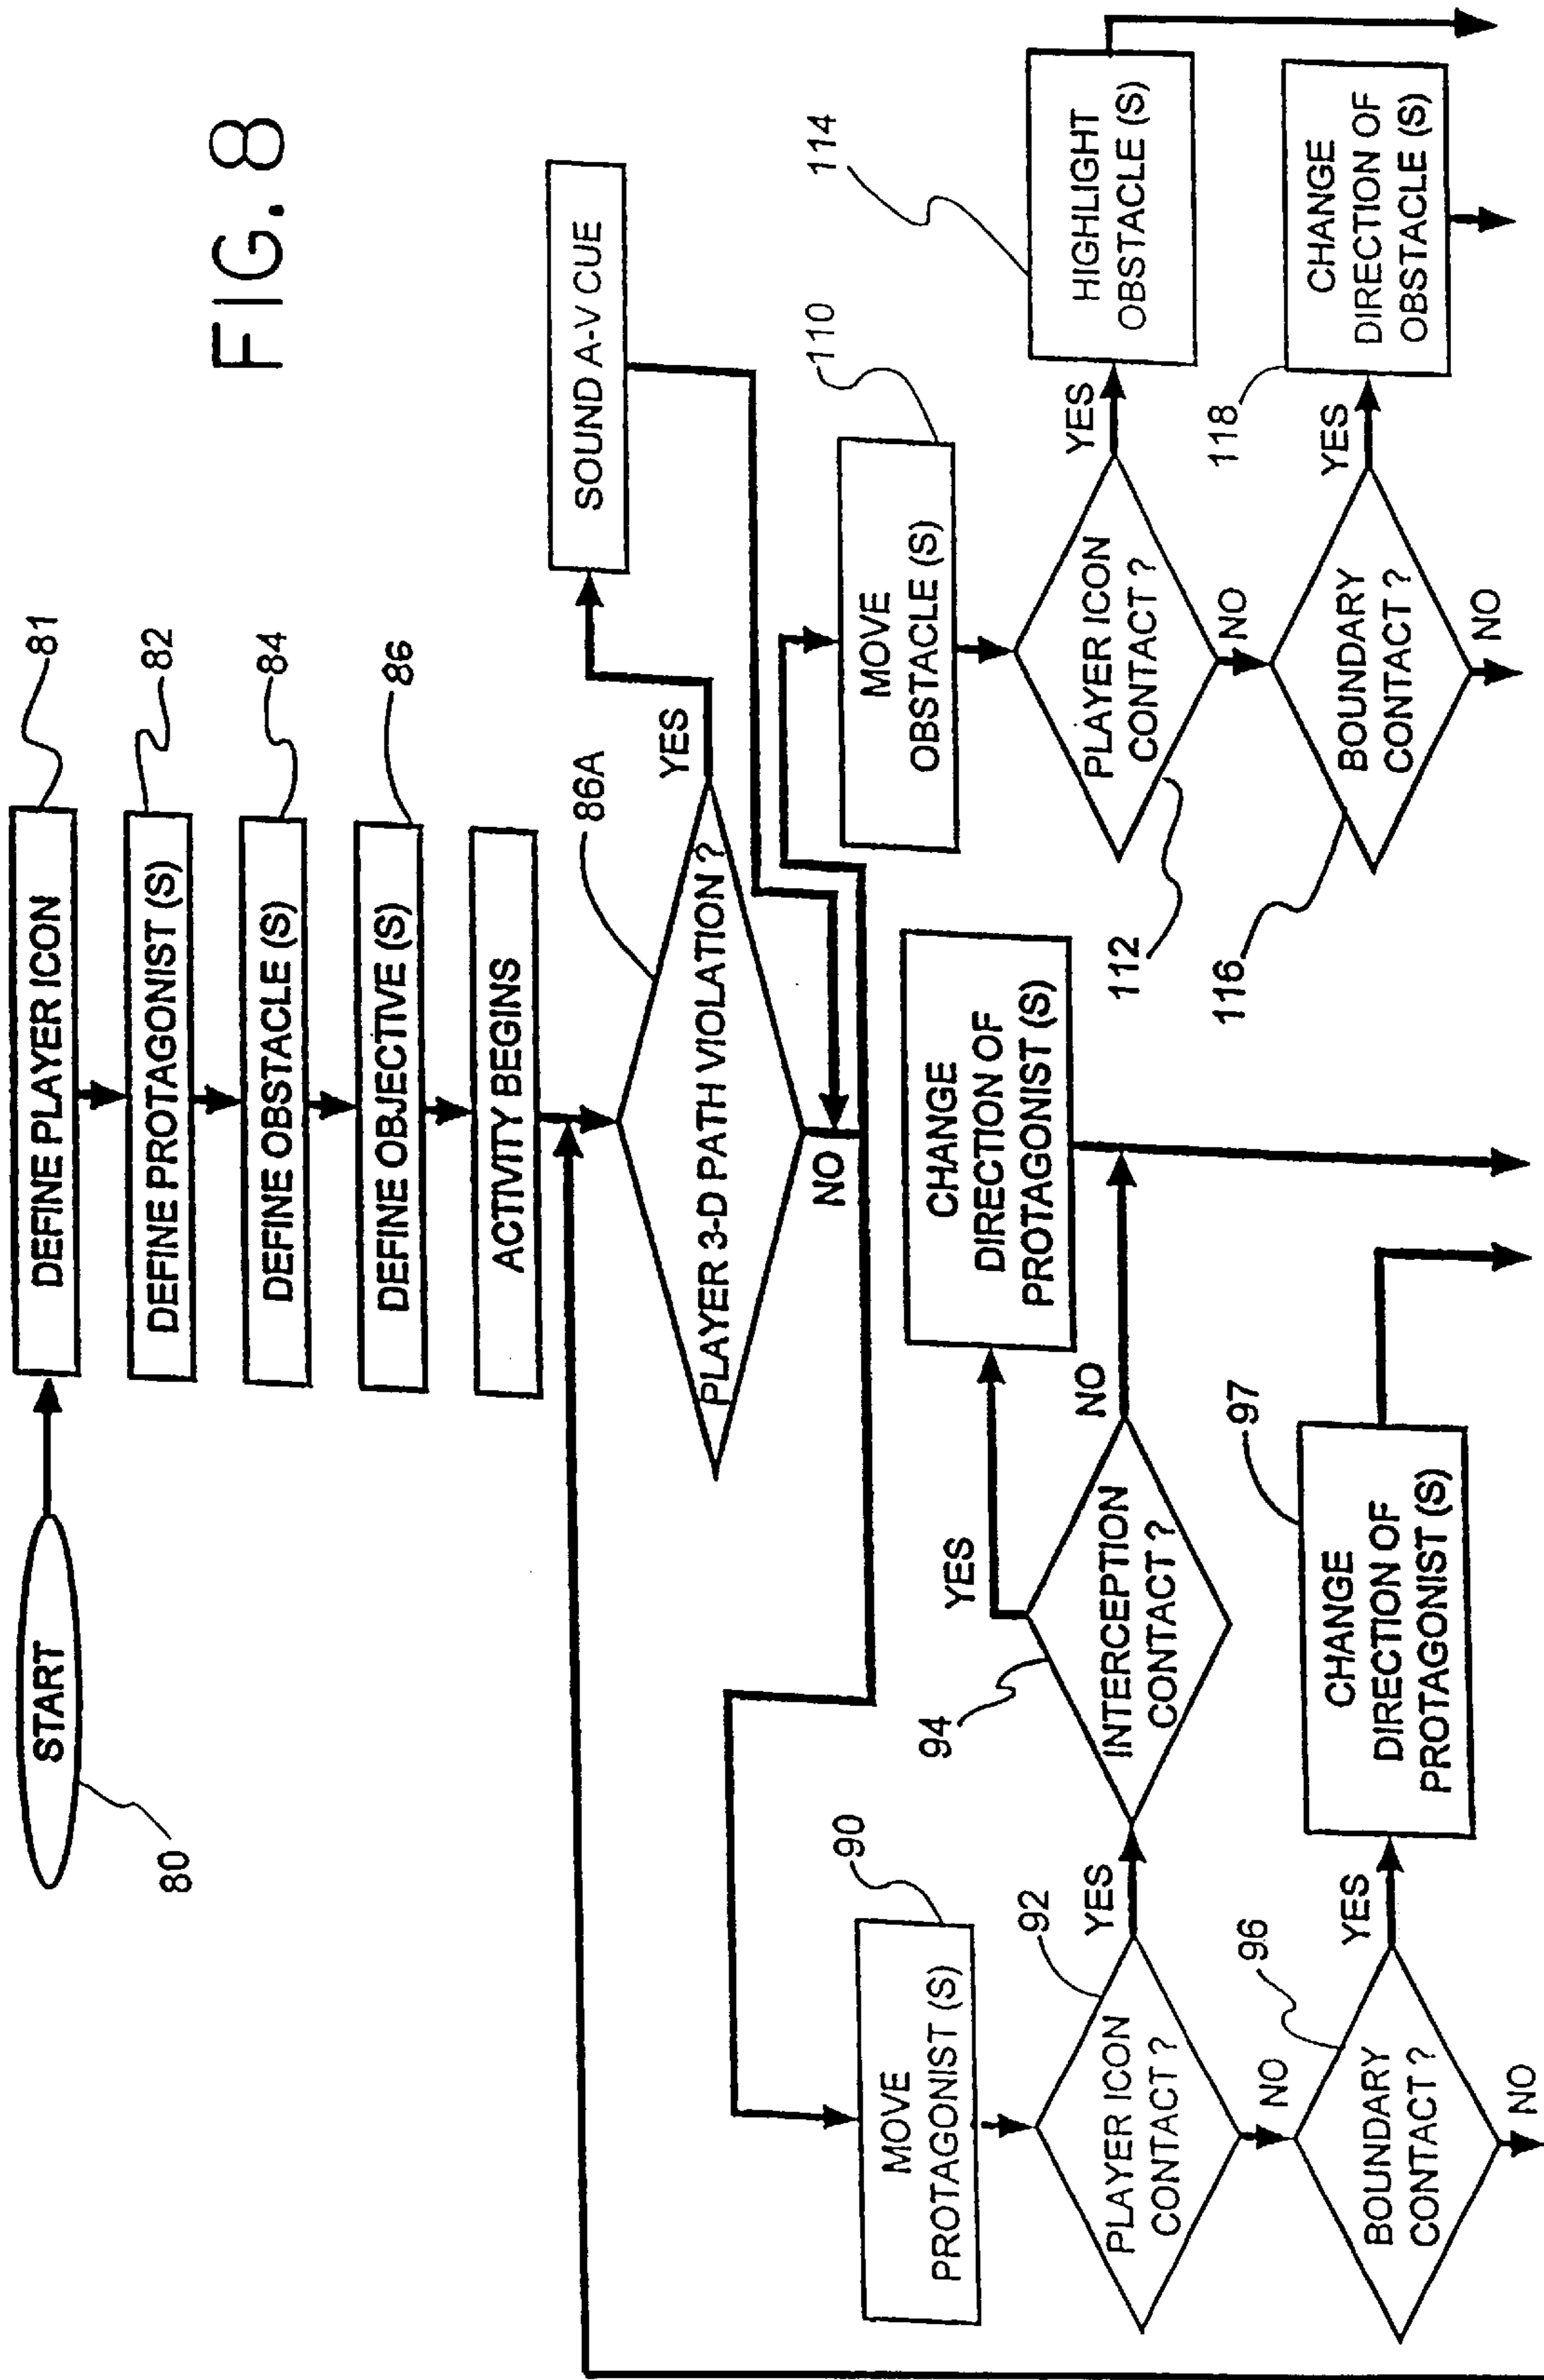 FIG. 8
START
80
DEFINE PLAYER ICON
81
DEFINE PROTAGONIST (S)
82
DEFINE OBSTACLE (S)
84
DEFINE OBJECTIVE (S)
86
ACTIVITY BEGINS
PLAYER 3-D PATH VIOLATION ?
86A
YES
SOUND A-V CUE
NO
MOVE
PROTAGONIST (S)
90
PLAYER ICON
CONTACT ?
92
YES
INTERCEPTION
CONTACT ?
94
YES
CHANGE
DIRECTION OF
PROTAGONIST (S)
NO
NO
BOUNDARY
CONTACT ?
96
YES
CHANGE
DIRECTION OF
PROTAGONIST (S)
97
NO
MOVE
OBSTACLE (S)
110
PLAYER ICON
CONTACT ?
112
YES
HIGHLIGHT
OBSTACLE (S)
114
NO
BOUNDARY
CONTACT ?
116
YES
CHANGE
DIRECTION OF
OBSTACLE (S)
118
NO